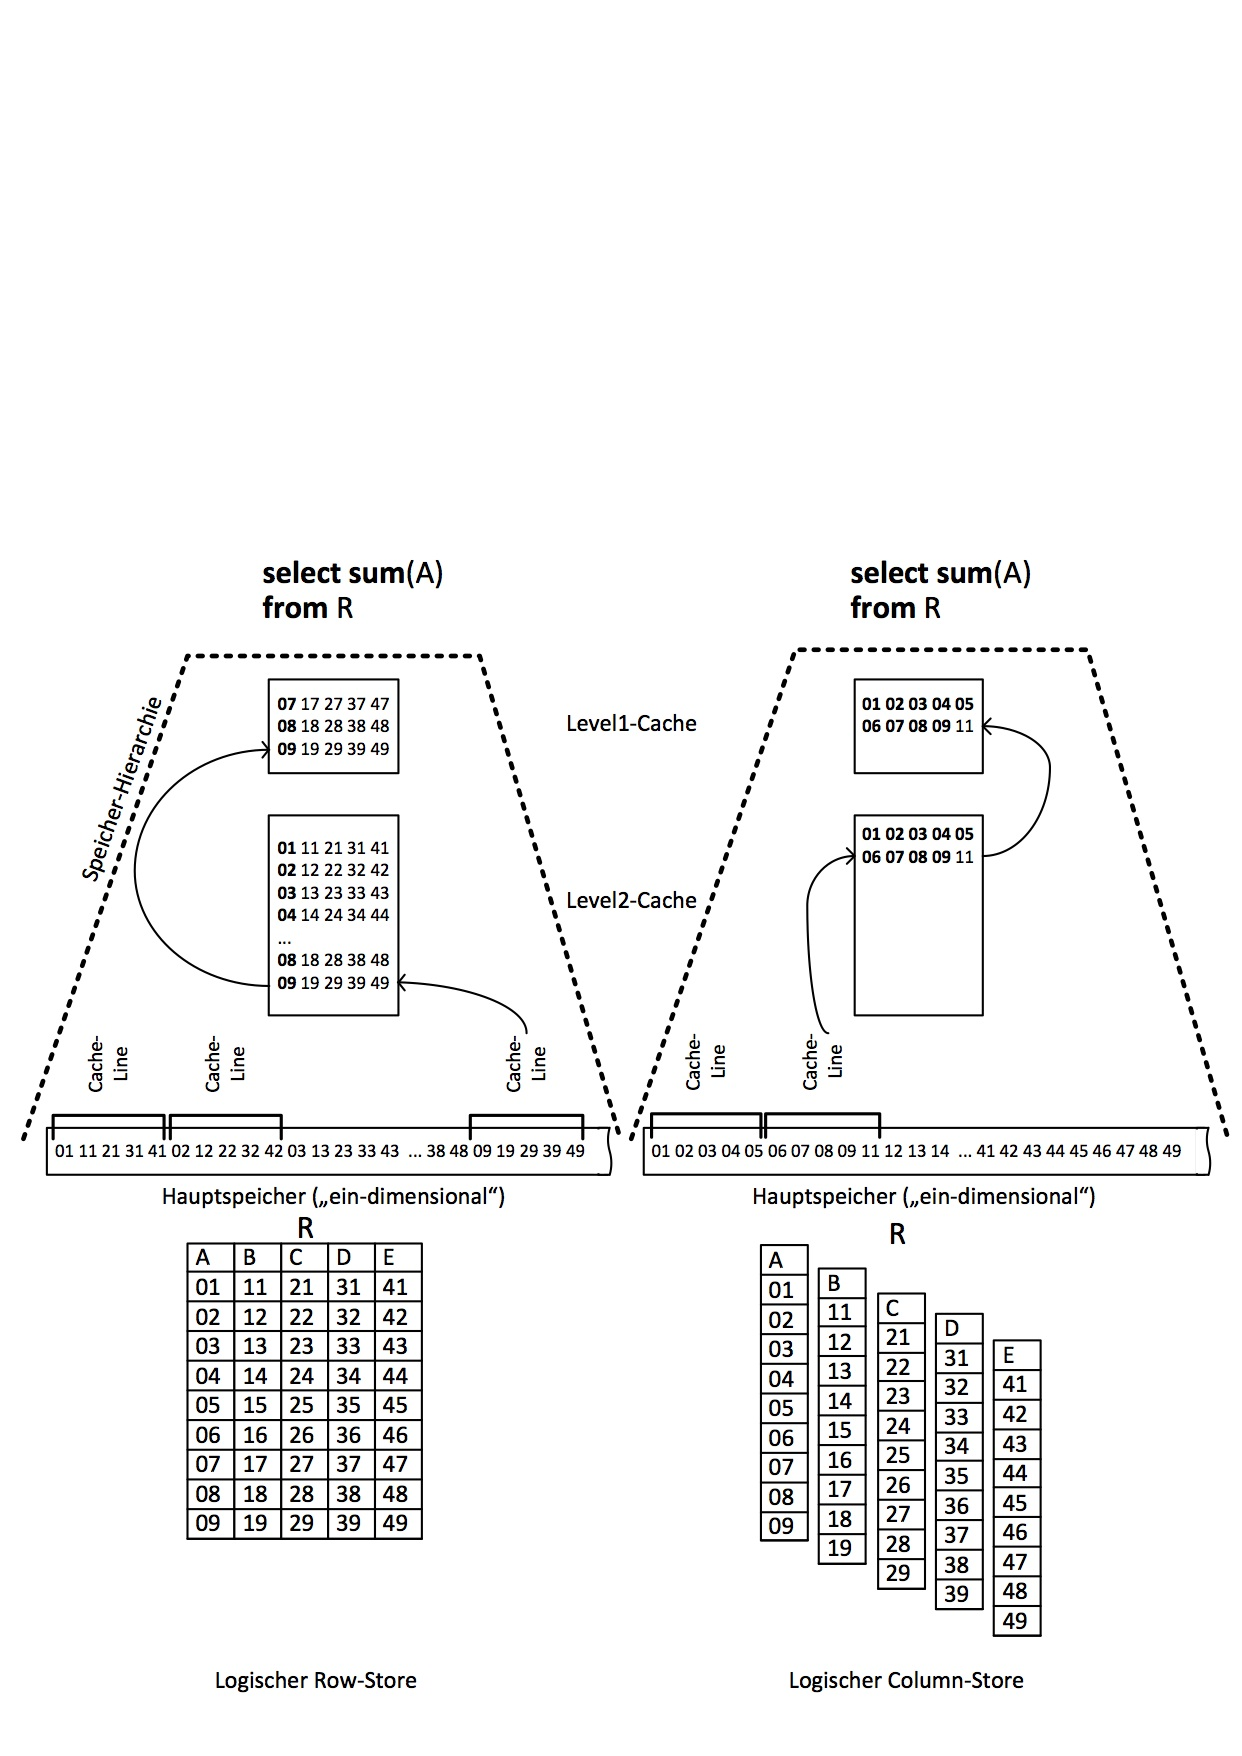 select sum(A)
from R
Speicher-Hierarchie
07 17 27 37 47
08 18 28 38 48
09 19 29 39 49
01 11 21 31 41
02 12 22 32 42
03 13 23 33 43
04 14 24 34 44
...
08 18 28 38 48
09 19 29 39 49
Cache-
Line
Cache-
Line
Cache-
Line
01 11 21 31 41 02 12 22 32 42 03 13 23 33 43 ... 38 48 09 19 29 39 49
Hauptspeicher („ein-dimensional“)
R
A B C D E
01 11 21 31 41
02 12 22 32 42
03 13 23 33 43
04 14 24 34 44
05 15 25 35 45
06 16 26 36 46
07 17 27 37 47
08 18 28 38 48
09 19 29 39 49
Logischer Row-Store
Level1-Cache
Level2-Cache
select sum(A)
from R
01 02 03 04 05
06 07 08 09 11
01 02 03 04 05
06 07 08 09 11
Cache-
Line
Cache-
Line
01 02 03 04 05 06 07 08 09 11 12 13 14 ... 41 42 43 44 45 46 47 48 49
Hauptspeicher („ein-dimensional“)
R
A
01
02
03
04
05
06
07
08
09
B
11
12
13
14
15
16
17
18
19
C
21
22
23
24
25
26
27
28
29
D
31
32
33
34
35
36
37
38
39
E
41
42
43
44
45
46
47
48
49
Logischer Column-Store